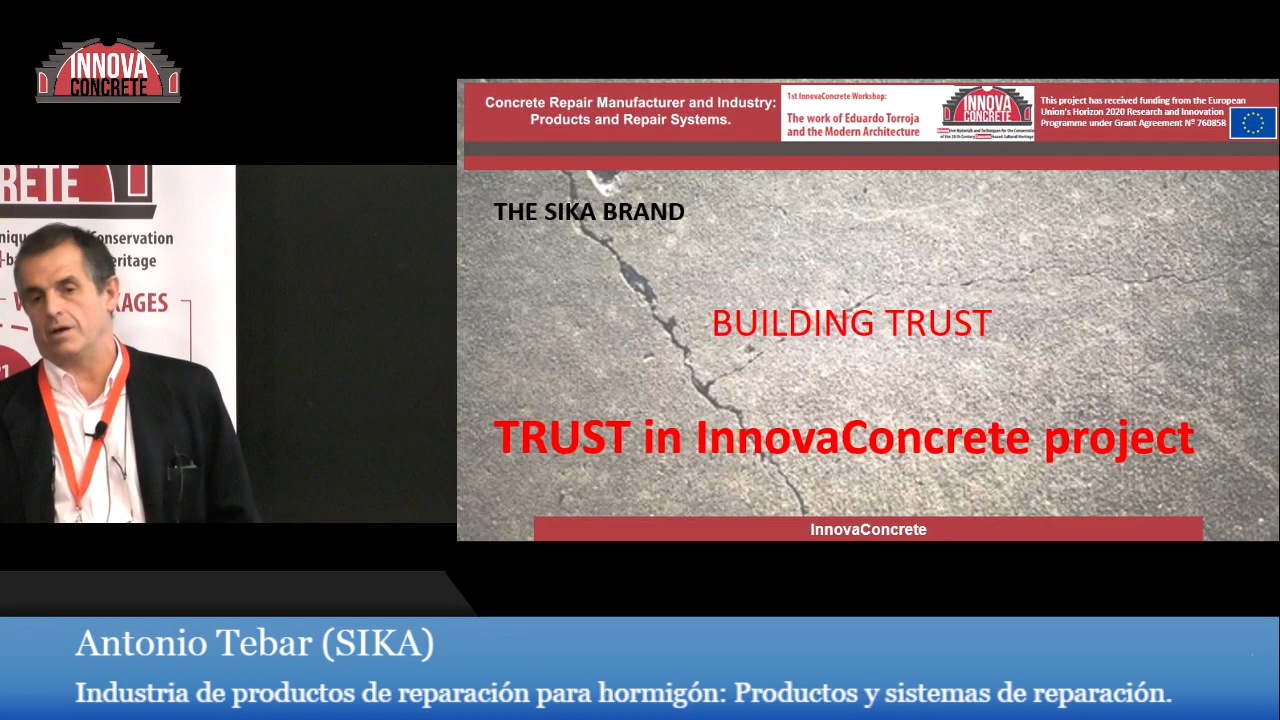 INNOVA
CONCRETE
RETE
Conservation
eritage
KAGES
Concrete Repair Manufacturer and Industry:
Products and Repair Systems.
1st InnovaConcrete Workshop:
The work of Eduardo Torroja
and the Modern Architecture
INNOVA
CONCRETE
This project has received funding from the European
Union's Horizon 2020 Research and Innovation
Programme under Grant Agreement Nº 760858
THE SIKA BRAND
BUILDING TRUST
TRUST in InnovaConcrete project
InnovaConcrete
Antonio Tebar (SIKA)
Industria de productos de reparación para hormigón: Productos y sistemas de reparación.